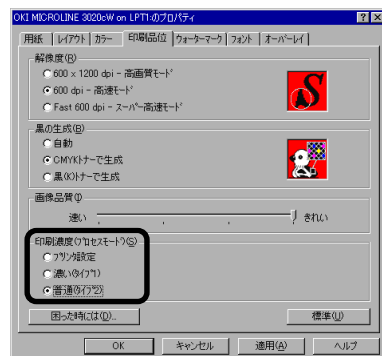 OKI MICROLINE 3020cW on LPT1:のプロパティ
用紙 レイアウト カラー 印刷品位 ウォーターマーク フォント オーバーレイ
解像度(R)
600 x 1200 dpi - 高画質モード
600 dpi - 高速モード
Fast 600 dpi - スーパー高速モード
黒の生成(B)
自動
CMYKトナーで生成
黒(K)トナーで生成
画像品質(I)
速い きれい
印刷濃度(プロセスモード)(S)
プリンタ設定
濃い(タイプ1)
普通(タイプ2)
困った時には(D)... 標準(U)
OK キャンセル 適用(A) ヘルプ